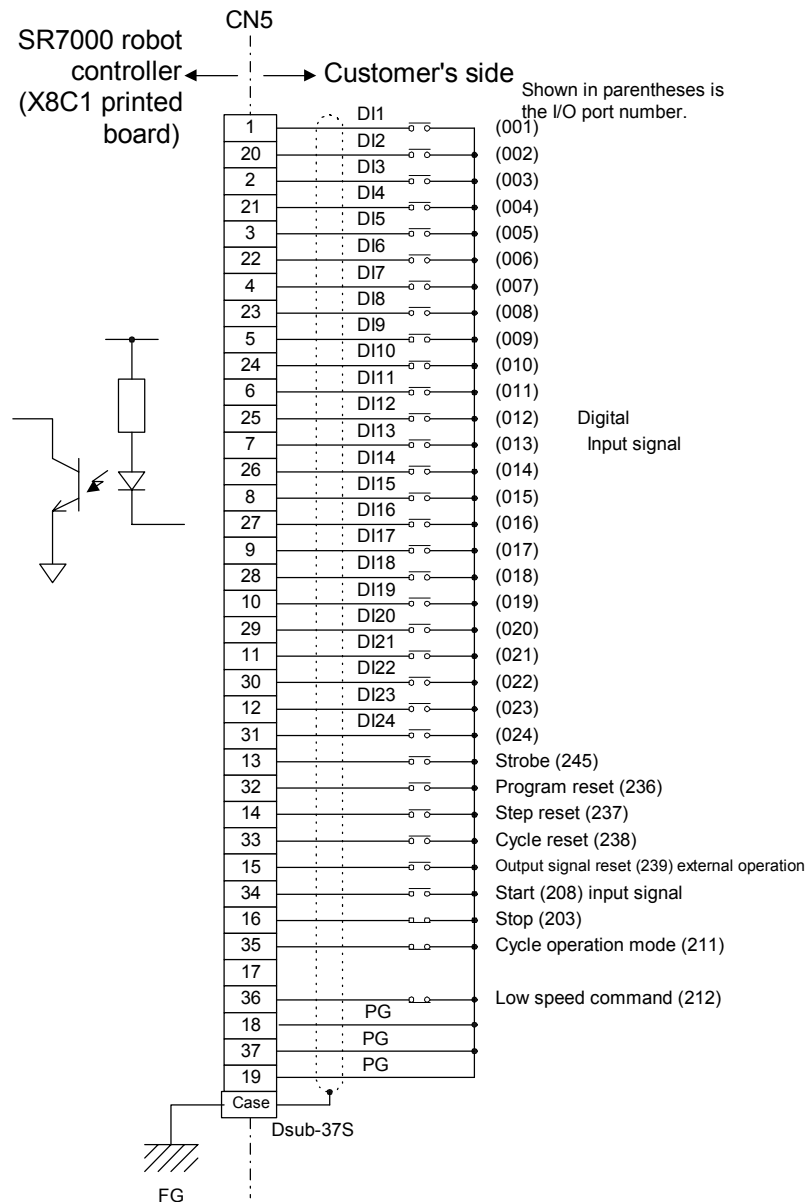 CN5
SR7000 robot
controller
(X8C1 printed
board)
Customer's side
Shown in parentheses is
the I/O port number.
1 DI1 (001)
20 DI2 (002)
2 DI3 (003)
21 DI4 (004)
3 DI5 (005)
22 DI6 (006)
4 DI7 (007)
23 DI8 (008)
5 DI9 (009)
24 DI10 (010)
6 DI11 (011)
25 DI12 (012) Digital
7 DI13 (013) Input signal
26 DI14 (014)
8 DI15 (015)
27 DI16 (016)
9 DI17 (017)
28 DI18 (018)
10 DI19 (019)
29 DI20 (020)
11 DI21 (021)
30 DI22 (022)
12 DI23 (023)
31 DI24 (024)
13 Strobe (245)
32 Program reset (236)
14 Step reset (237)
33 Cycle reset (238)
15 Output signal reset (239) external operation
34 Start (208) input signal
16 Stop (203)
35 Cycle operation mode (211)
17
36 Low speed command (212)
18 PG
37 PG
19 PG
Case
Dsub-37S
FG